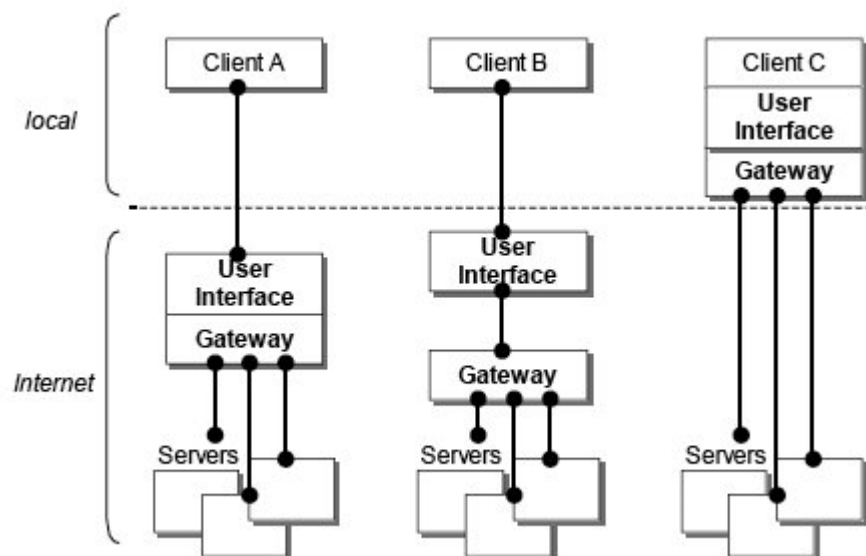 Client A
Client B
Client C
User
Interface
Gateway
local
User
Interface
Gateway
User
Interface
Gateway
Internet
Servers
Servers
Servers